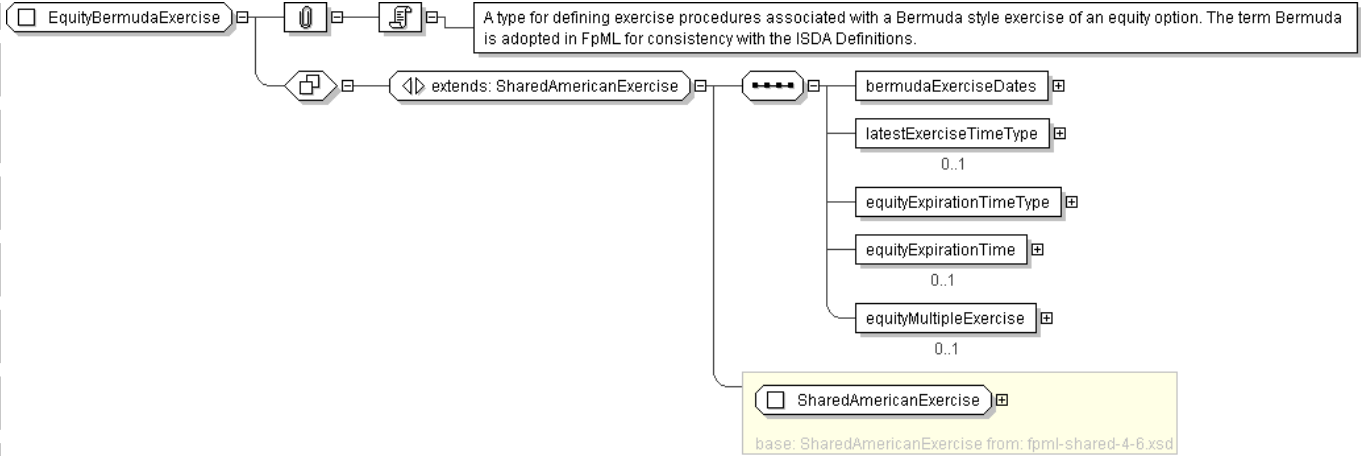 EquityBermudaExercise
A type for defining exercise procedures associated with a Bermuda style exercise of an equity option. The term Bermuda
is adopted in FpML for consistency with the ISDA Definitions.
extends: SharedAmericanExercise
bermudaExerciseDates
latestExerciseTimeType
0..1
equityExpirationTimeType
equityExpirationTime
0..1
equityMultipleExercise
0..1
SharedAmericanExercise
base: SharedAmericanExercise from: fpml-shared-4-6.xsd